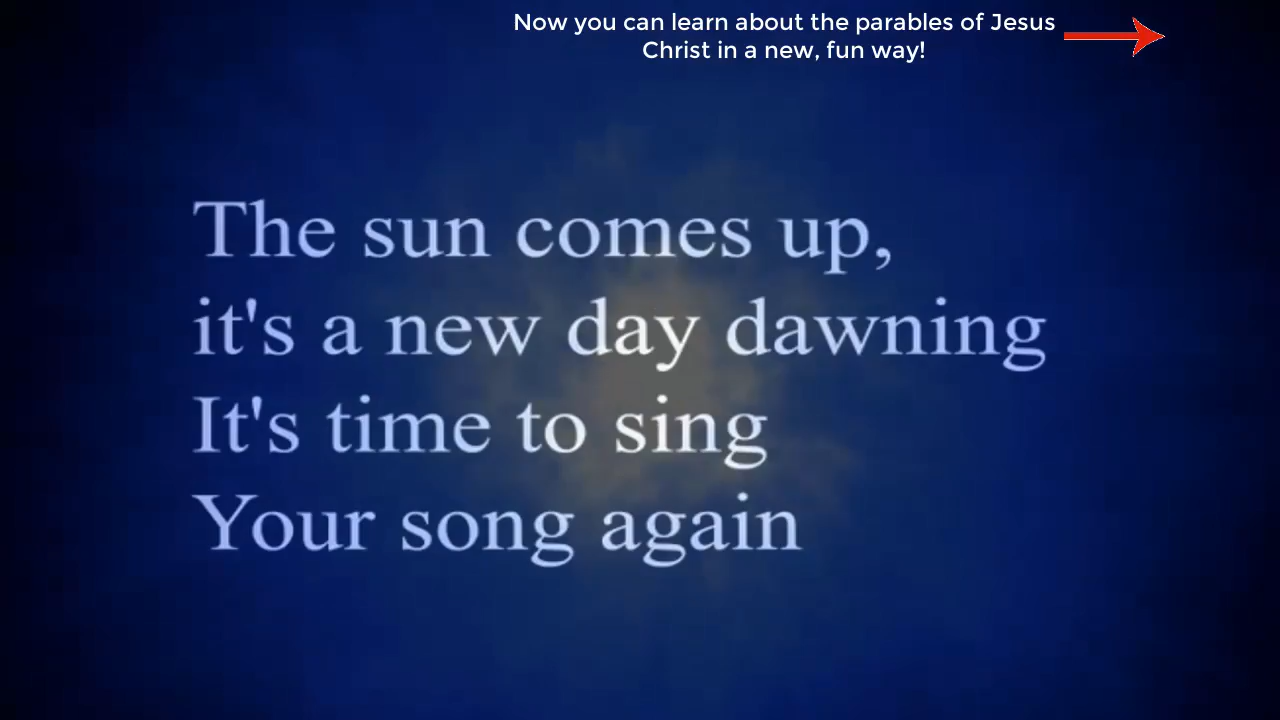 Now you can learn about the parables of Jesus
Christ in a new, fun way!
The sun comes up,
it's a new day dawning
It's time to sing
Your song again